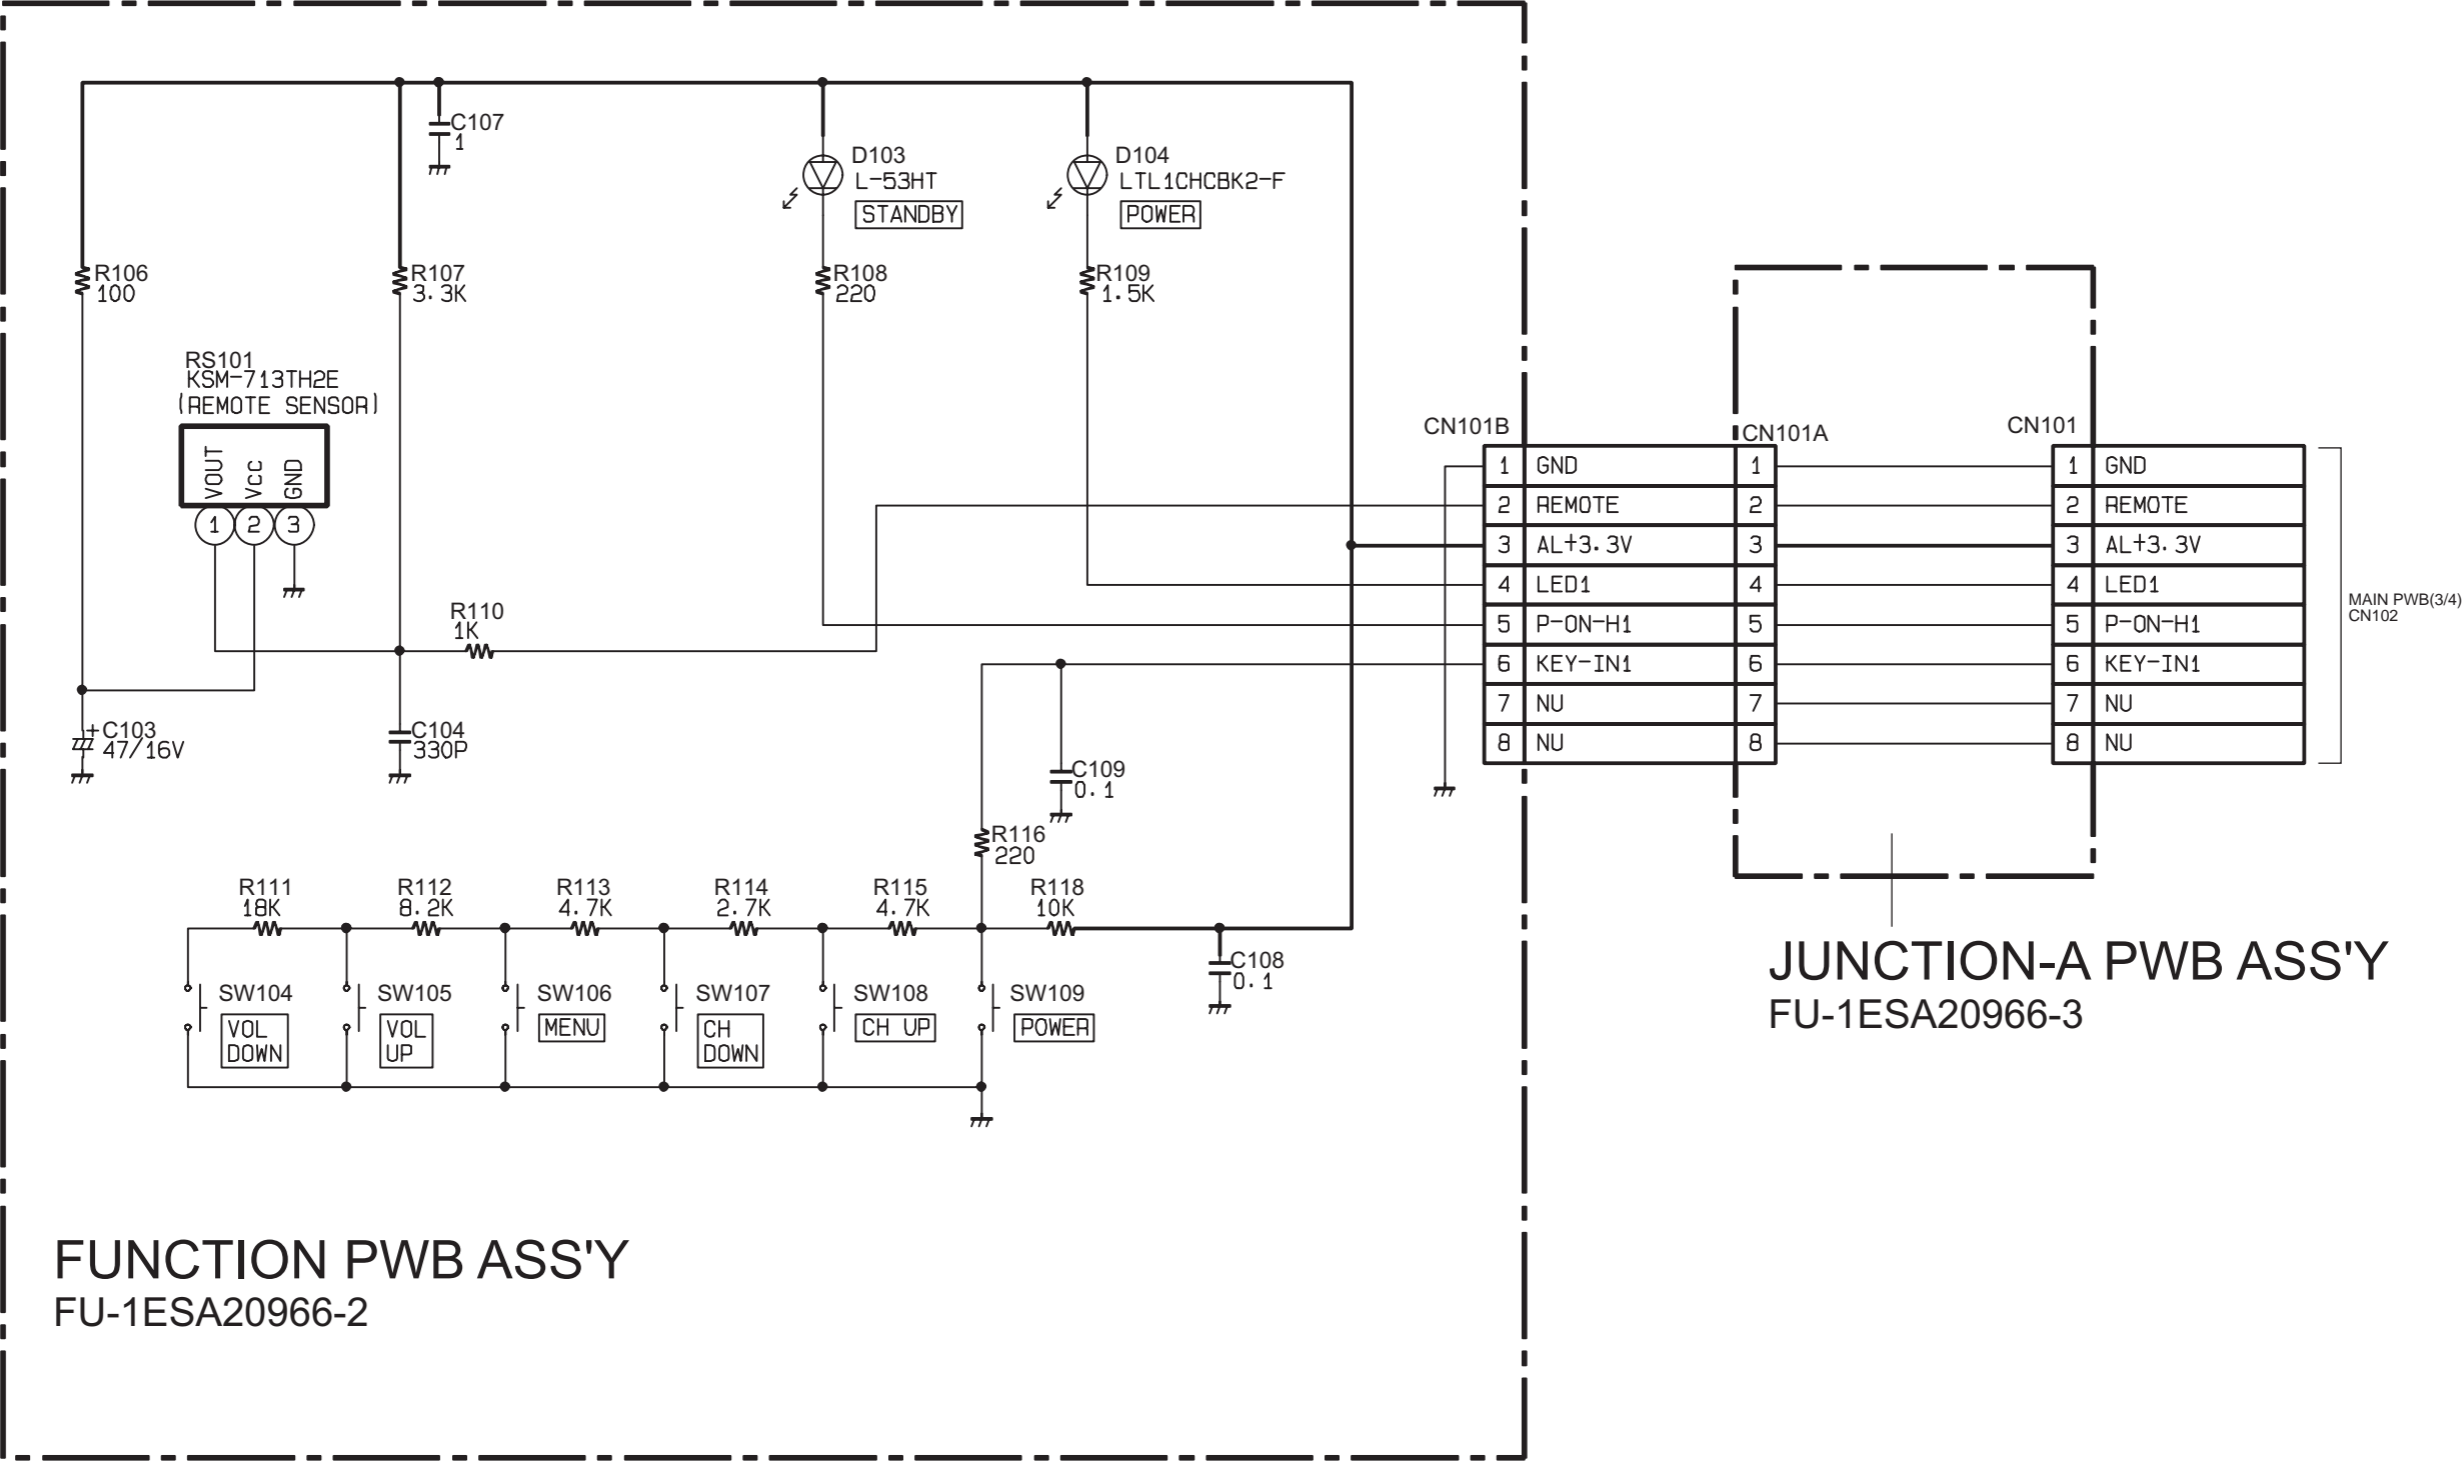 C107
1
D103
L-53HT
STANDBY
D104
LTL1CHCBK2-F
POWER
R106
100
R107
3.3K
R108
220
R109
1.5K
RS101
KSM-713TH2E
(REMOTE SENSOR)
VOUT
VCC
GND
1
2
3
R110
1K
+
C103
47/16V
C104
330P
C109
0.1
R116
220
R111
18K
R112
8.2K
R113
4.7K
R114
2.7K
R115
4.7K
R118
10K
C108
0.1
SW104
VOL
DOWN
SW105
VOL
UP
SW106
MENU
SW107
CH
DOWN
SW108
CH UP
SW109
POWER
CN101B
CN101A
CN101
1 GND 1 1 GND
2 REMOTE 2 2 REMOTE
3 AL+3.3V 3 3 AL+3.3V
4 LED1 4 4 LED1
5 P-ON-H1 5 5 P-ON-H1
6 KEY-IN1 6 6 KEY-IN1
7 NU 7 7 NU
8 NU 8 8 NU
MAIN PWB(3/4)
CN102
JUNCTION-A PWB ASS'Y
FU-1ESA20966-3
FUNCTION PWB ASS'Y
FU-1ESA20966-2